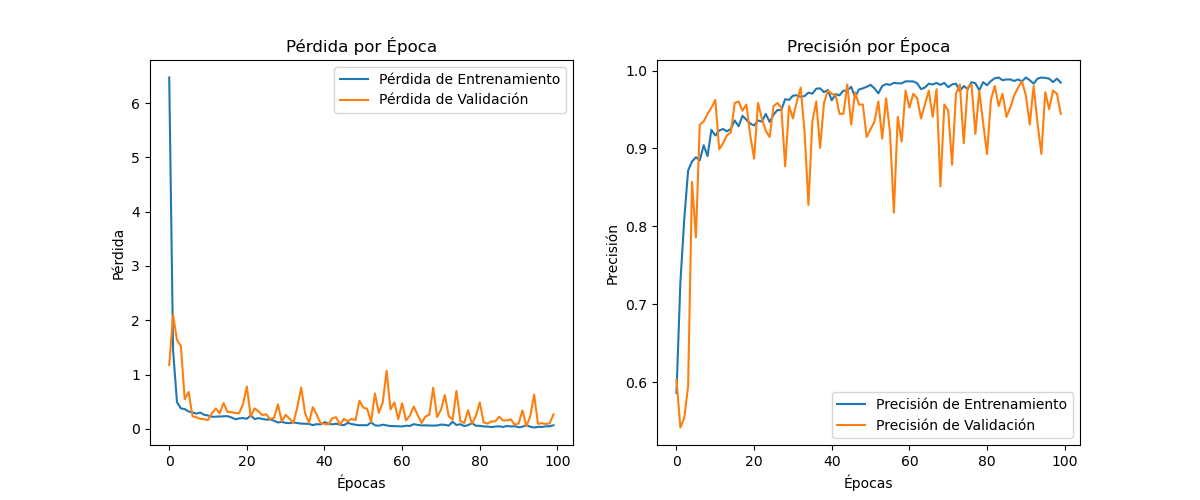 Pérdida por Época
Pérdida de Entrenamiento
Pérdida de Validación
Pérdida
6
5
4
3
2
1
0
0 20 40 60 80 100
Épocas
Precisión por Época
Precisión
1.0
0.9
0.8
0.7
0.6
Precisión de Entrenamiento
Precisión de Validación
0 20 40 60 80 100
Épocas